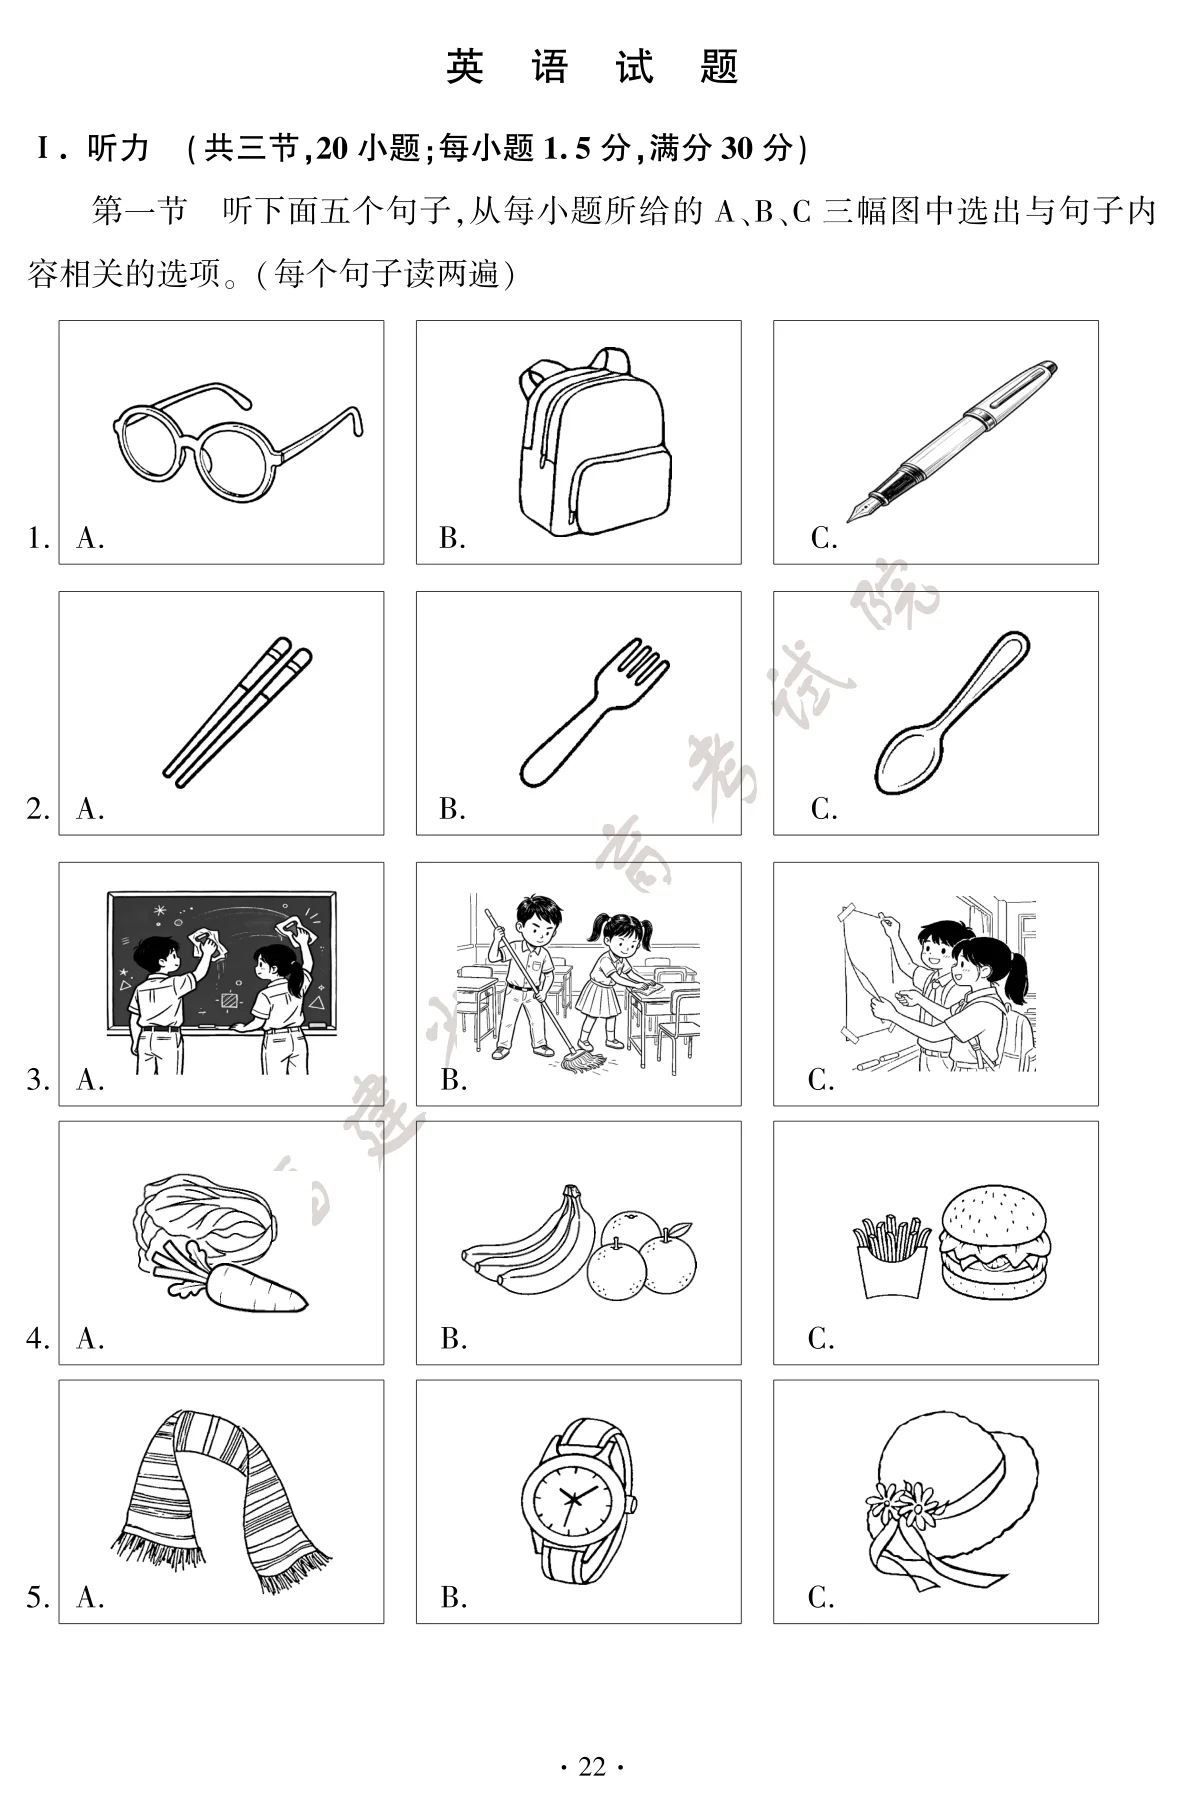 英 语 试 题
Ⅰ. 听力 (共三节,20 小题;每小题 1.5 分,满分 30 分)
第一节 听下面五个句子,从每小题所给的 A、B、C 三幅图中选出与句子内
容相关的选项。(每个句子读两遍)
1. A. B. C.
2. A. B. C.
3. A. B. C.
4. A. B. C.
5. A. B. C.
· 22 ·